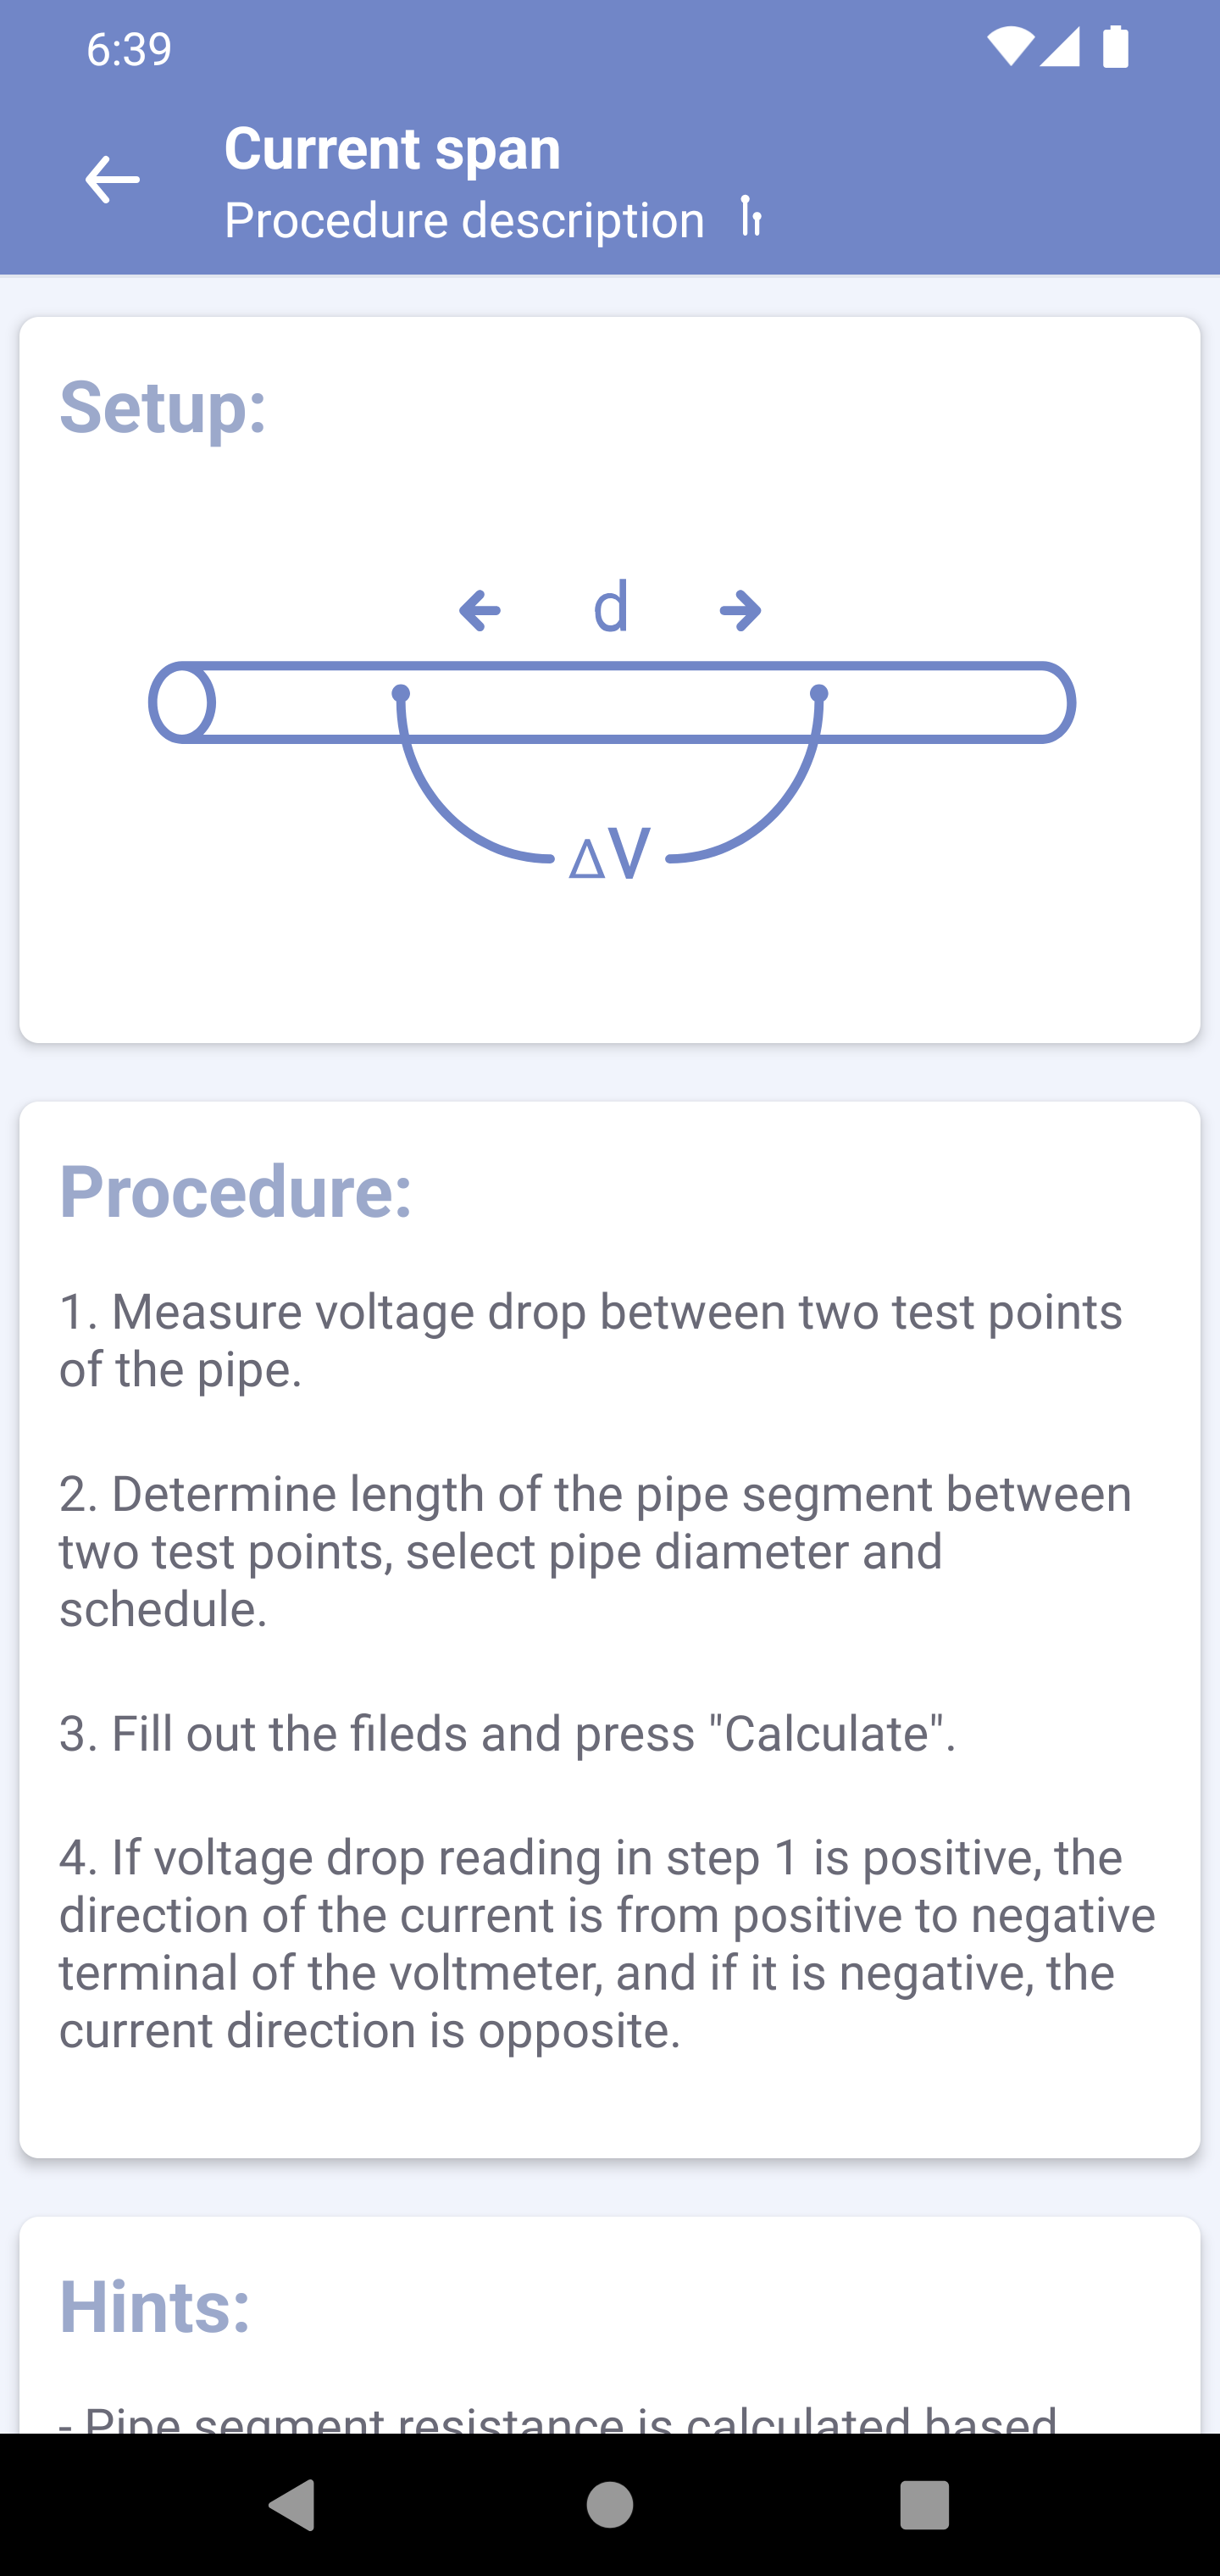 6:39
Current span
Procedure description
Setup:
d
ΔV
Procedure:
1. Measure voltage drop between two test points
of the pipe.
2. Determine length of the pipe segment between
two test points, select pipe diameter and
schedule.
3. Fill out the fileds and press "Calculate".
4. If voltage drop reading in step 1 is positive, the
direction of the current is from positive to negative
terminal of the voltmeter, and if it is negative, the
current direction is opposite.
Hints:
- Pipe segment resistance is calculated based